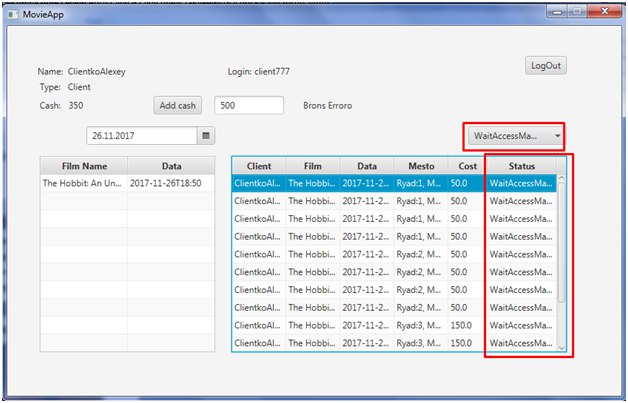 MovieApp
Name: ClientkoAlexey Login: client777 LogOut
Type: Client
Cash: 350 Add cash 500 Brons Erroro
26.11.2017 WaitAccessMa...
Film Name Data Client Film Data Mesto Cost Status
The Hobbit: An Un... 2017-11-26T18:50 ClientkoAl... The Hobbi... 2017-11-2... Ryad:1, M... 50.0 WaitAccessMa...
ClientkoAl... The Hobbi... 2017-11-2... Ryad:1, M... 50.0 WaitAccessMa...
ClientkoAl... The Hobbi... 2017-11-2... Ryad:1, M... 50.0 WaitAccessMa...
ClientkoAl... The Hobbi... 2017-11-2... Ryad:1, M... 50.0 WaitAccessMa...
ClientkoAl... The Hobbi... 2017-11-2... Ryad:2, M... 50.0 WaitAccessMa...
ClientkoAl... The Hobbi... 2017-11-2... Ryad:2, M... 50.0 WaitAccessMa...
ClientkoAl... The Hobbi... 2017-11-2... Ryad:2, M... 50.0 WaitAccessMa...
ClientkoAl... The Hobbi... 2017-11-2... Ryad:2, M... 50.0 WaitAccessMa...
ClientkoAl... The Hobbi... 2017-11-2... Ryad:3, M... 150.0 WaitAccessMa...
ClientkoAl... The Hobbi... 2017-11-2... Ryad:3, M... 150.0 WaitAccessMa...